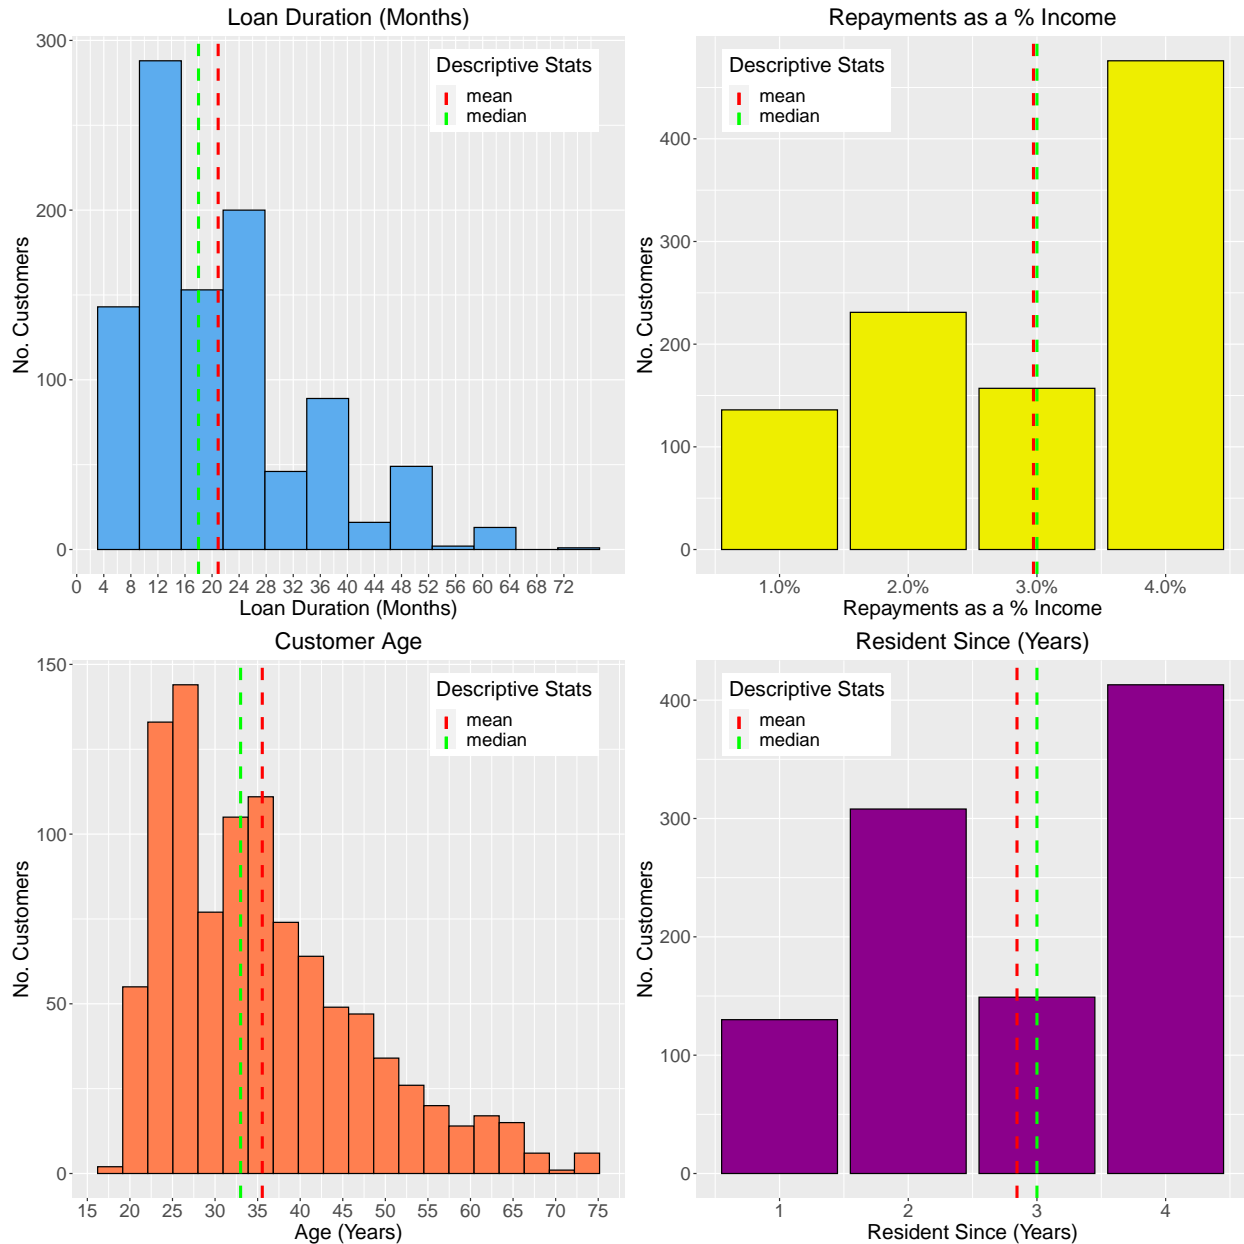 Loan Duration (Months)
Descriptive Stats
mean
median
No. Customers
300
200
100
0
0 4 8 12 16 20 24 28 32 36 40 44 48 52 56 60 64 68 72
Loan Duration (Months)
Repayments as a % Income
Descriptive Stats
mean
median
No. Customers
400
300
200
100
0
1.0% 2.0% 3.0% 4.0%
Repayments as a % Income
Customer Age
Descriptive Stats
mean
median
No. Customers
150
100
50
0
15 20 25 30 35 40 45 50 55 60 65 70 75
Age (Years)
Resident Since (Years)
Descriptive Stats
mean
median
No. Customers
400
300
200
100
0
1 2 3 4
Resident Since (Years)